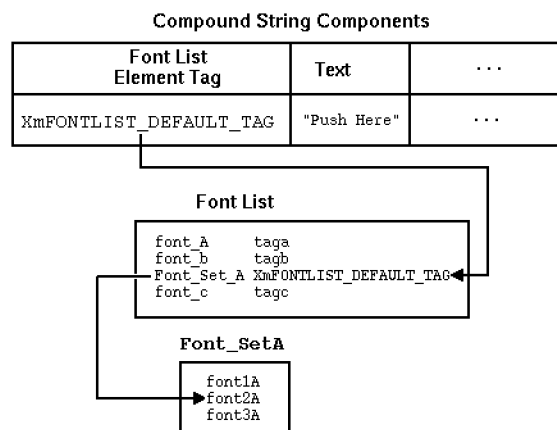 Compound String Components
Font List Element Tag
Text
...
XmFONTLIST_DEFAULT_TAG
"Push Here"
...
Font List
font_A taga
font_b tagb
Font_Set_A XmFONTLIST_DEFAULT_TAG
font_c tagc
Font_SetA
font1A
font2A
font3A